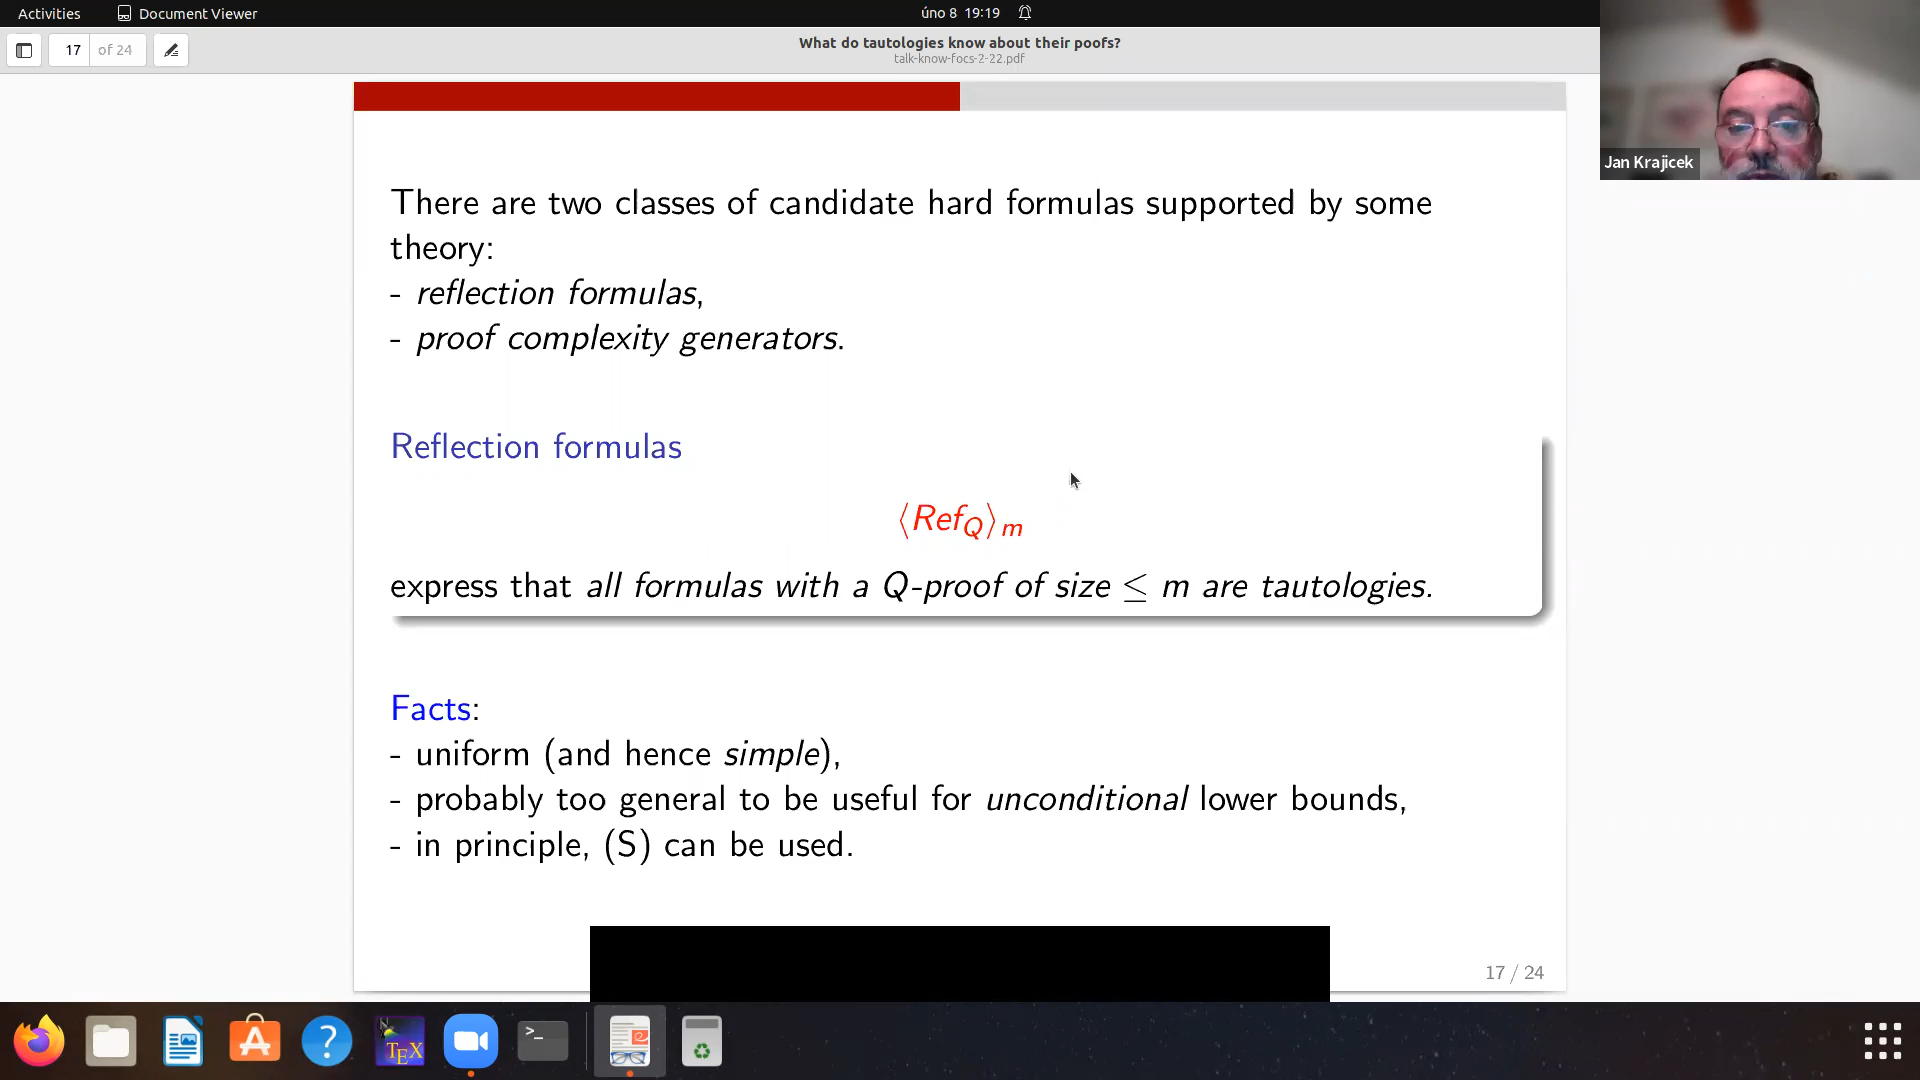 Activities
Document Viewer
úno 8 19:19
17 of 24
What do tautologies know about their poofs?
talk-know-focs-2-22.pdf
Jan Krajicek
There are two classes of candidate hard formulas supported by some
theory:
- reflection formulas,
- proof complexity generators.
Reflection formulas
⟨Ref_Q⟩_m
express that all formulas with a Q-proof of size ≤ m are tautologies.
Facts:
- uniform (and hence simple),
- probably too general to be useful for unconditional lower bounds,
- in principle, (S) can be used.
17 / 24
TEX